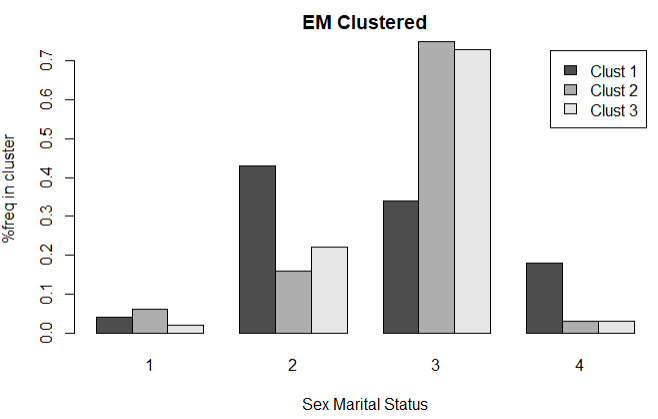 EM Clustered
%freq in cluster
0.7
0.6
0.5
0.4
0.3
0.2
0.1
0.0
Clust 1
Clust 2
Clust 3
1 2 3 4
Sex Marital Status